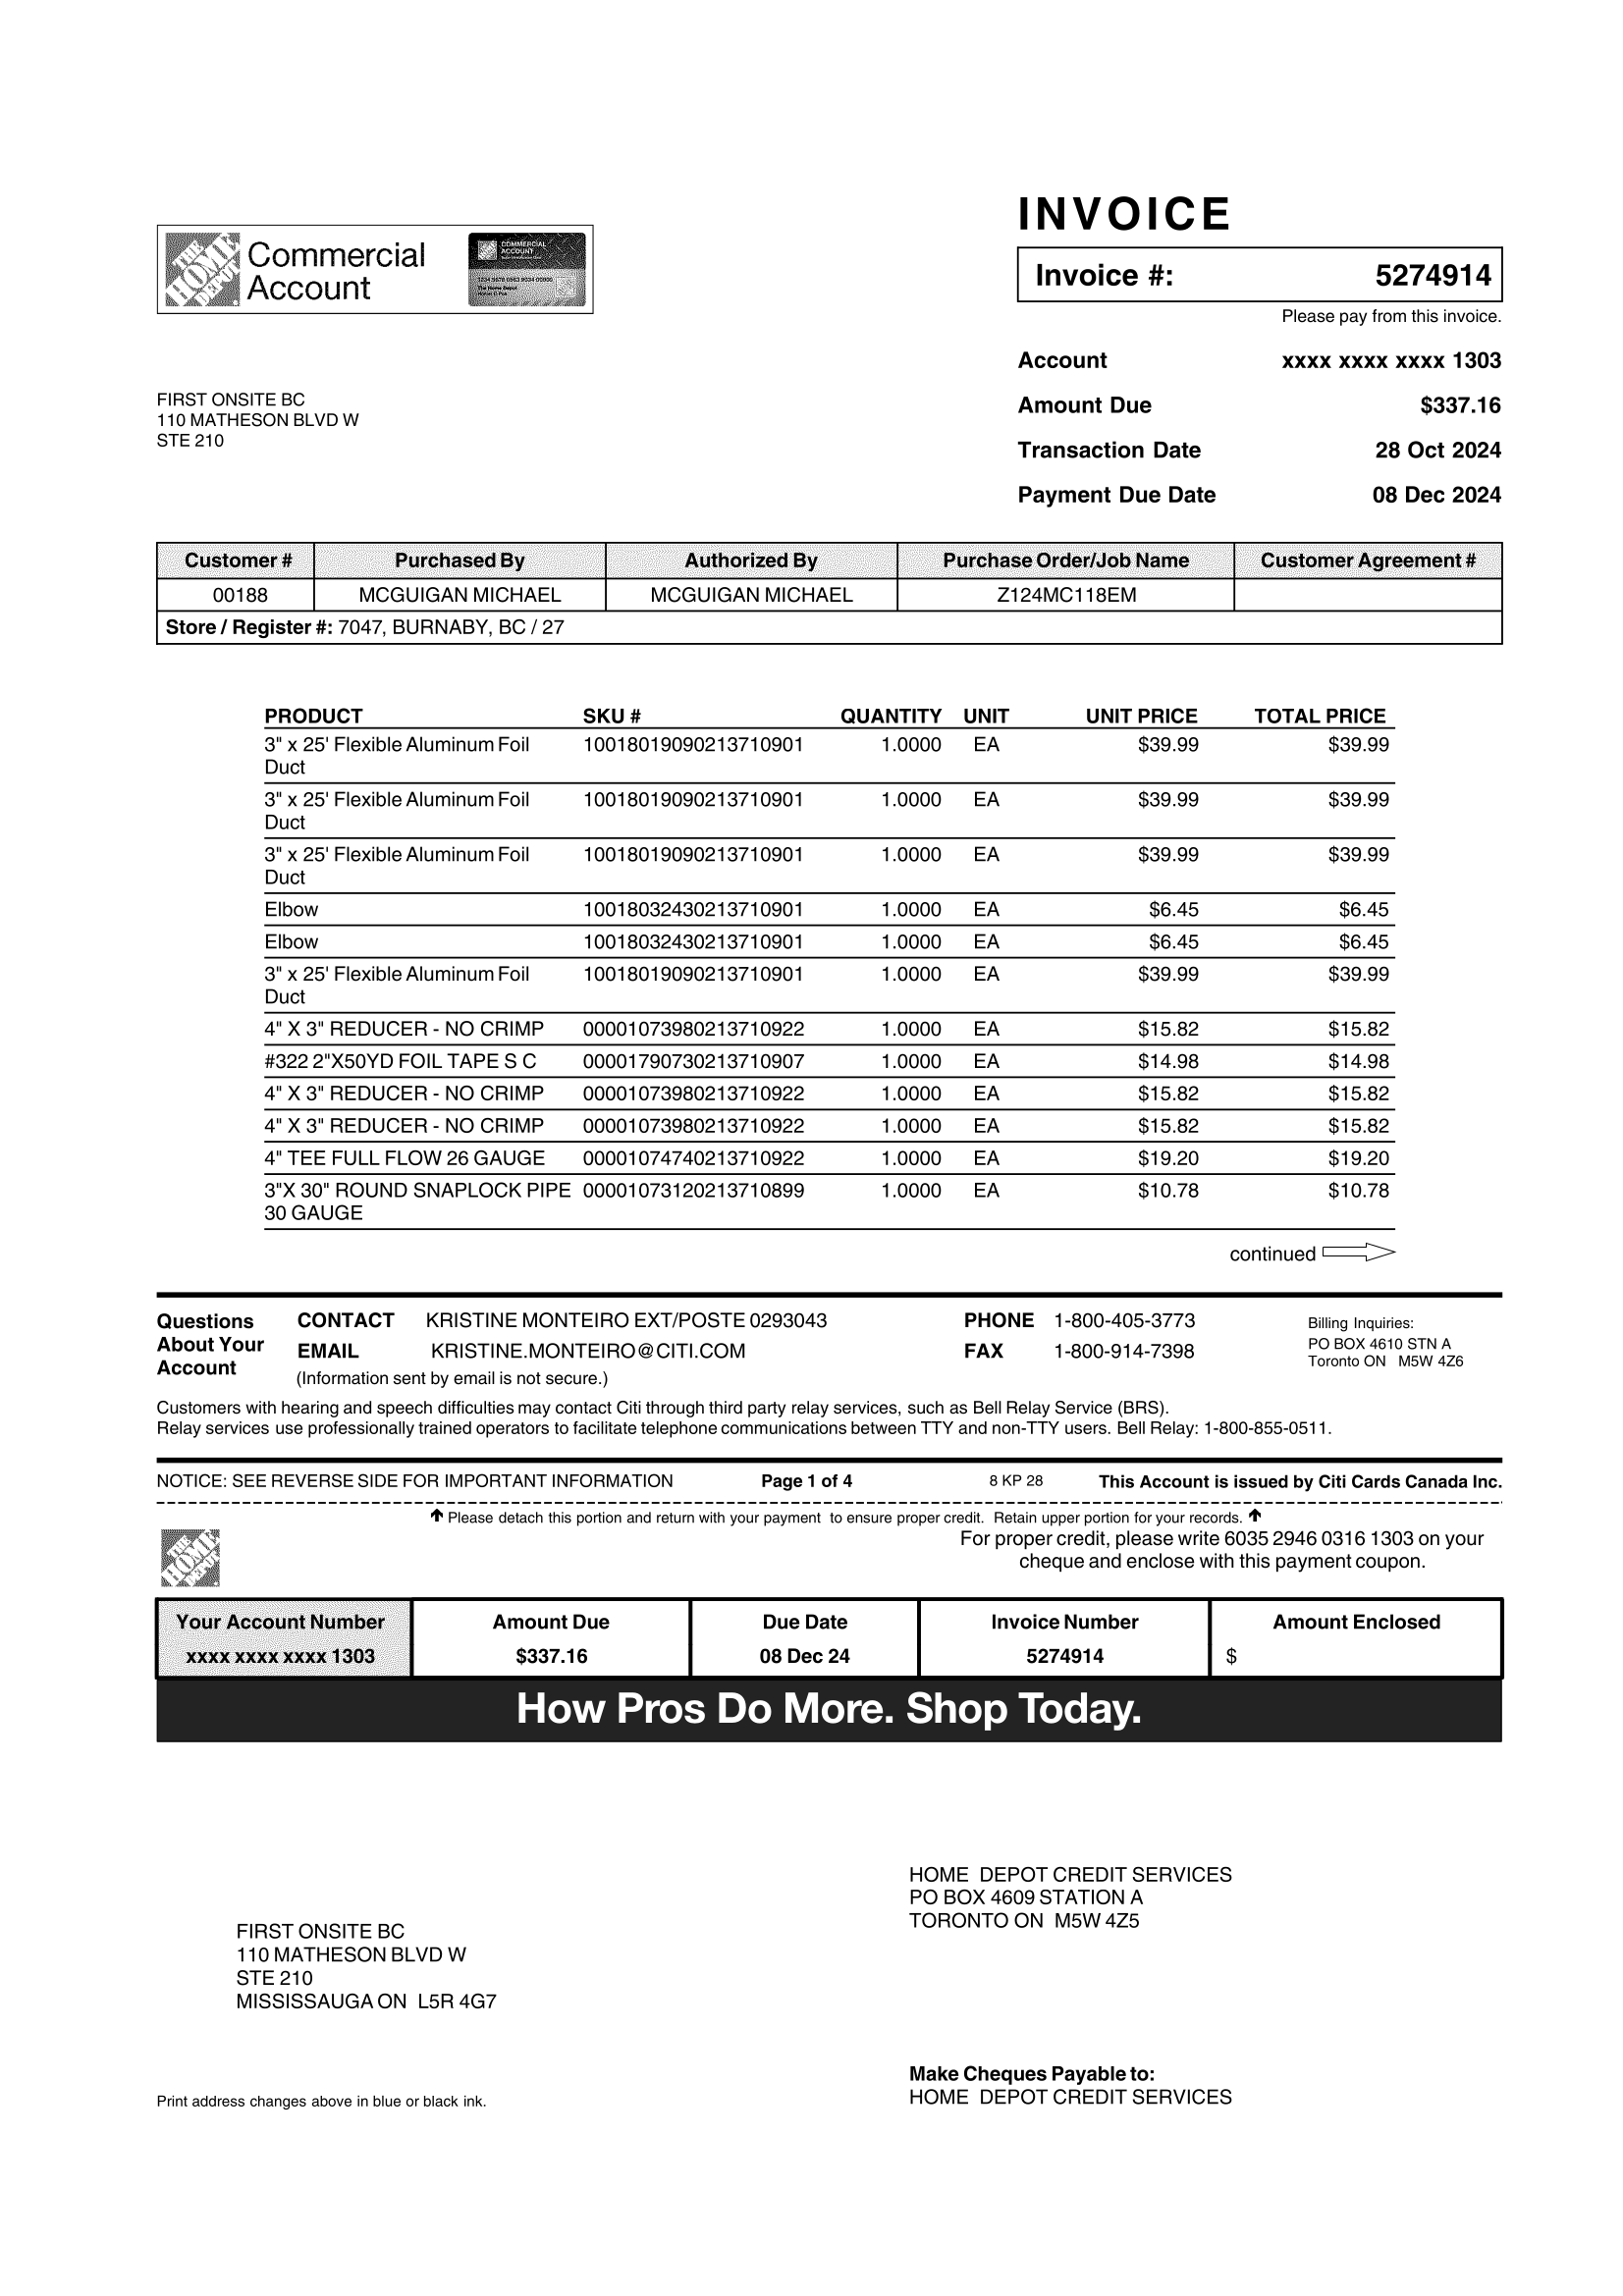 INVOICE
THE HOME DEPOT
Commercial
Account
COMMERCIAL
ACCOUNT
Invoice #: 5274914
Please pay from this invoice.
Account xxxx xxxx xxxx 1303
FIRST ONSITE BC
110 MATHESON BLVD W
STE 210
Amount Due $337.16
Transaction Date 28 Oct 2024
Payment Due Date 08 Dec 2024
Customer # Purchased By Authorized By Purchase Order/Job Name Customer Agreement #
00188 MCGUIGAN MICHAEL MCGUIGAN MICHAEL Z124MC118EM
Store / Register #: 7047, BURNABY, BC / 27
PRODUCT SKU # QUANTITY UNIT UNIT PRICE TOTAL PRICE
3" x 25' Flexible Aluminum Foil 10018019090213710901 1.0000 EA $39.99 $39.99
Duct
3" x 25' Flexible Aluminum Foil 10018019090213710901 1.0000 EA $39.99 $39.99
Duct
3" x 25' Flexible Aluminum Foil 10018019090213710901 1.0000 EA $39.99 $39.99
Duct
Elbow 10018032430213710901 1.0000 EA $6.45 $6.45
Elbow 10018032430213710901 1.0000 EA $6.45 $6.45
3" x 25' Flexible Aluminum Foil 10018019090213710901 1.0000 EA $39.99 $39.99
Duct
4" X 3" REDUCER - NO CRIMP 00001073980213710922 1.0000 EA $15.82 $15.82
#322 2"X50YD FOIL TAPE S C 00001790730213710907 1.0000 EA $14.98 $14.98
4" X 3" REDUCER - NO CRIMP 00001073980213710922 1.0000 EA $15.82 $15.82
4" X 3" REDUCER - NO CRIMP 00001073980213710922 1.0000 EA $15.82 $15.82
4" TEE FULL FLOW 26 GAUGE 00001074740213710922 1.0000 EA $19.20 $19.20
3"X 30" ROUND SNAPLOCK PIPE 00001073120213710899 1.0000 EA $10.78 $10.78
30 GAUGE
continued
Questions About Your Account
CONTACT KRISTINE MONTEIRO EXT/POSTE 0293043 PHONE 1-800-405-3773
EMAIL KRISTINE.MONTEIRO@CITI.COM FAX 1-800-914-7398
(Information sent by email is not secure.)
Billing Inquiries:
PO BOX 4610 STN A
Toronto ON M5W 4Z6
Customers with hearing and speech difficulties may contact Citi through third party relay services, such as Bell Relay Service (BRS).
Relay services use professionally trained operators to facilitate telephone communications between TTY and non-TTY users. Bell Relay: 1-800-855-0511.
NOTICE: SEE REVERSE SIDE FOR IMPORTANT INFORMATION Page 1 of 4 8 KP 28 This Account is issued by Citi Cards Canada Inc.
Please detach this portion and return with your payment to ensure proper credit. Retain upper portion for your records.
THE HOME DEPOT
For proper credit, please write 6035 2946 0316 1303 on your
cheque and enclose with this payment coupon.
Your Account Number Amount Due Due Date Invoice Number Amount Enclosed
xxxx xxxx xxxx 1303 $337.16 08 Dec 24 5274914 $
How Pros Do More. Shop Today.
HOME DEPOT CREDIT SERVICES
PO BOX 4609 STATION A
TORONTO ON M5W 4Z5
FIRST ONSITE BC
110 MATHESON BLVD W
STE 210
MISSISSAUGA ON L5R 4G7
Make Cheques Payable to:
HOME DEPOT CREDIT SERVICES
Print address changes above in blue or black ink.